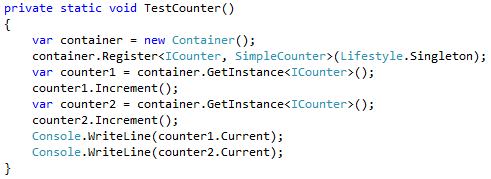 private static void TestCounter()
{
    var container = new Container();
    container.Register<ICounter, SimpleCounter>(Lifestyle.Singleton);
    var counter1 = container.GetInstance<ICounter>();
    counter1.Increment();
    var counter2 = container.GetInstance<ICounter>();
    counter2.Increment();
    Console.WriteLine(counter1.Current);
    Console.WriteLine(counter2.Current);
}